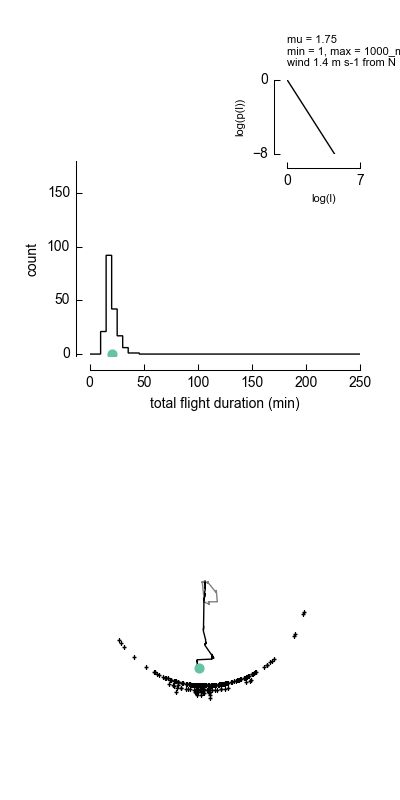 mu = 1.75
min = 1, max = 1000_m
wind 1.4 m s-1 from N
0
log(p(l))
−8
0 7
log(l)
150
100
count
50
0
0 50 100 150 200 250
total flight duration (min)